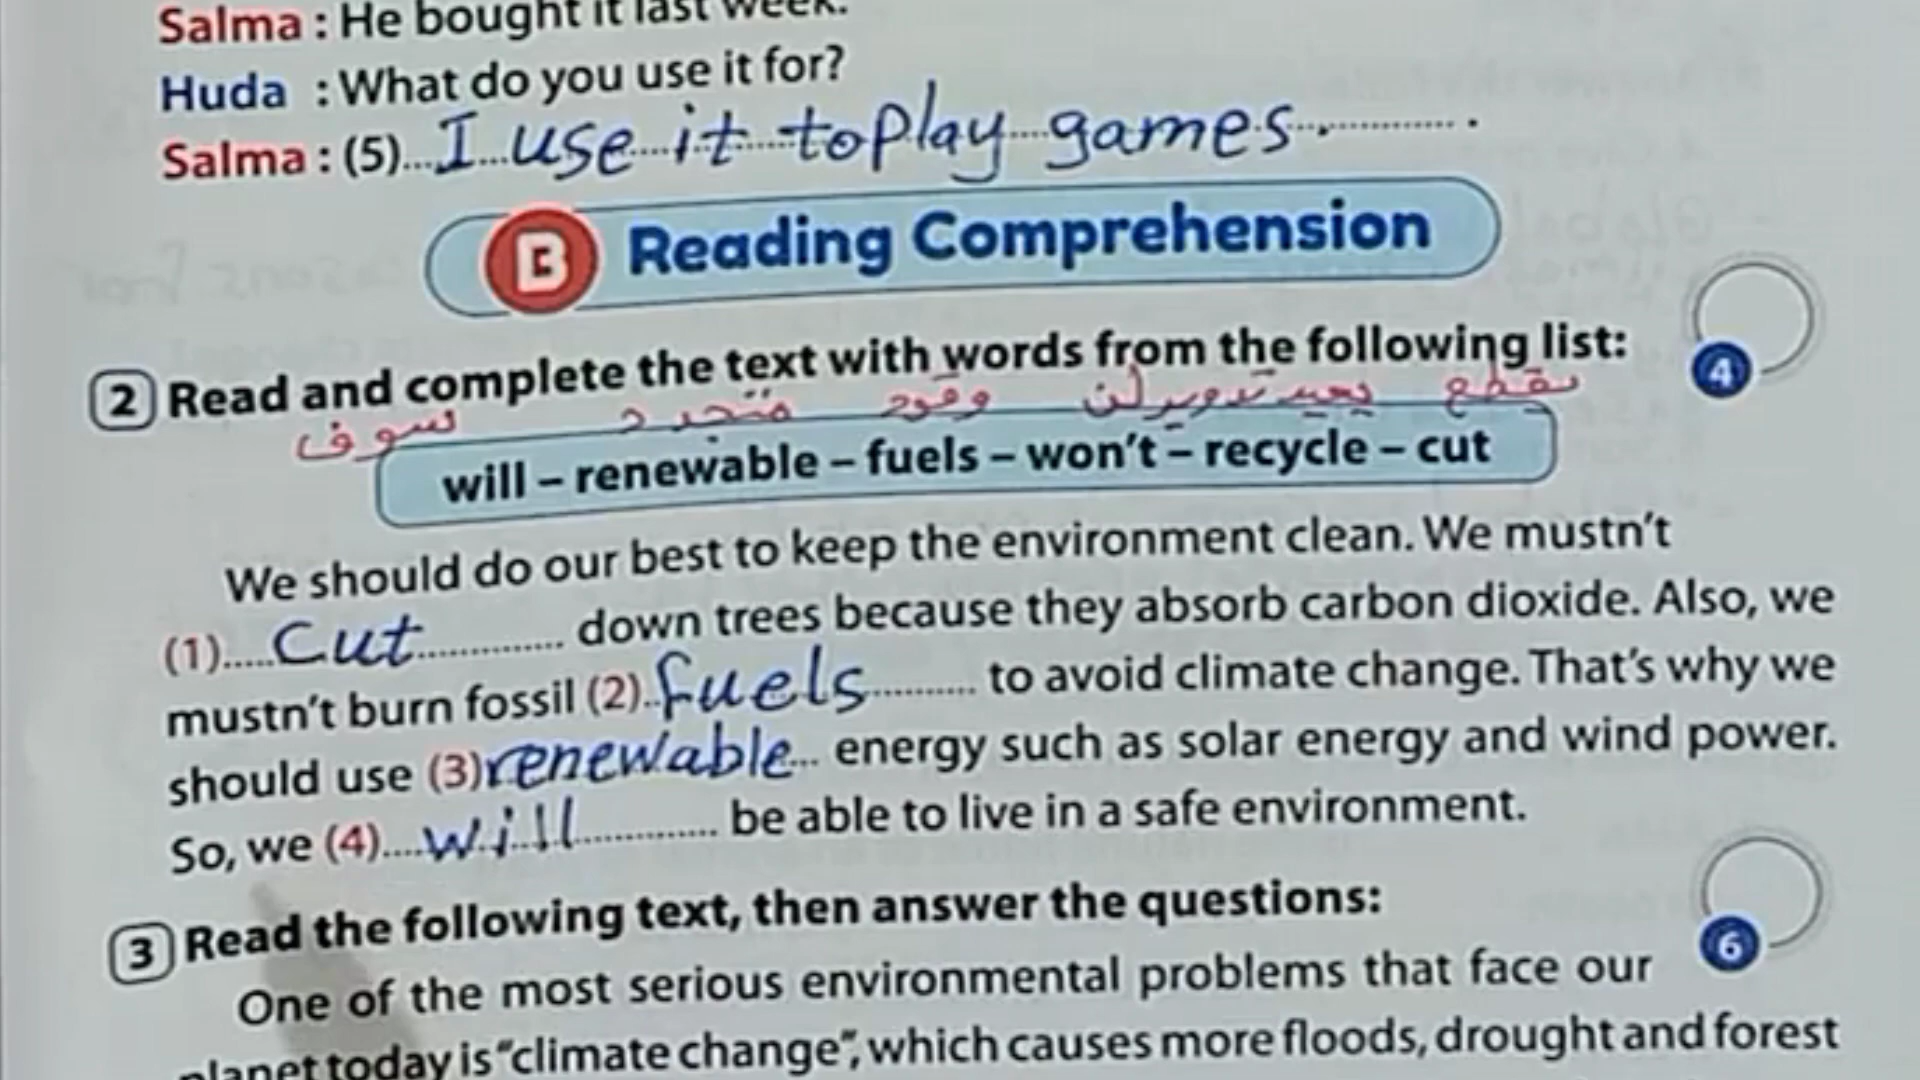 Salma : He bought it last week.
Huda : What do you use it for?
Salma : (5)...I use it to play games............
B Reading Comprehension
2 Read and complete the text with words from the following list:
4
سوف متجدد وقود لن يعيد تدوير يقطع
will – renewable – fuels – won't – recycle – cut
We should do our best to keep the environment clean. We mustn't
(1).....Cut............. down trees because they absorb carbon dioxide. Also, we
mustn't burn fossil (2)..fuels.......... to avoid climate change. That's why we
should use (3)renewable... energy such as solar energy and wind power.
So, we (4)....will............. be able to live in a safe environment.
3 Read the following text, then answer the questions:
6
One of the most serious environmental problems that face our
planet today is "climate change", which causes more floods, drought and forest